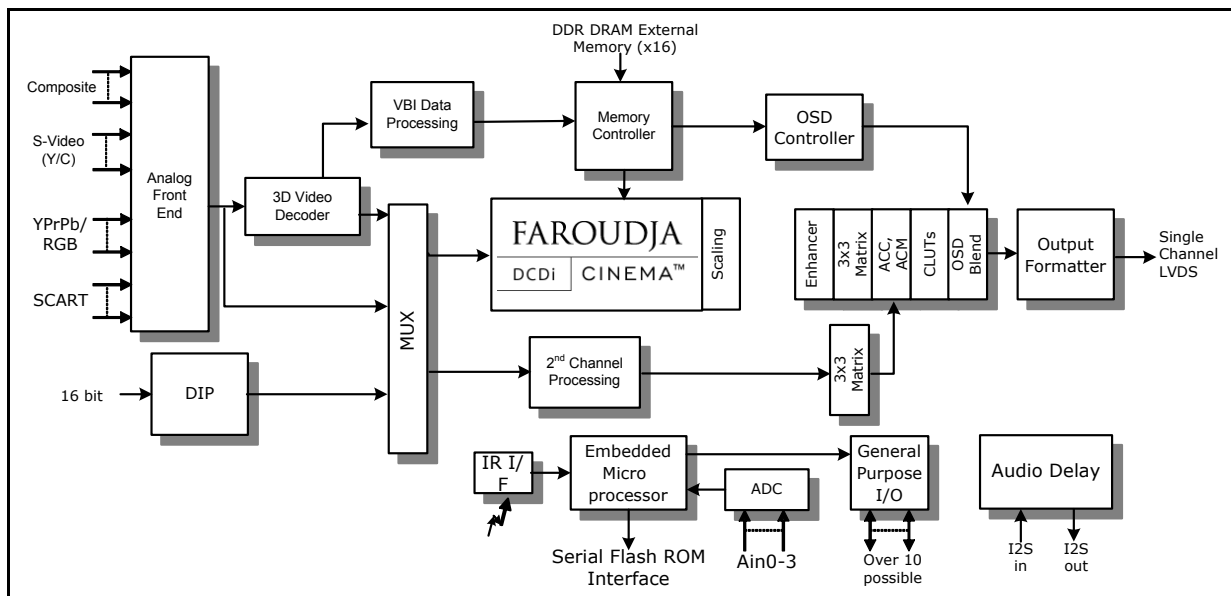 DDR DRAM External
Memory (x16)
Composite
S-Video
(Y/C)
YPrPb/
RGB
SCART
Analog
Front
End
3D Video
Decoder
VBI Data
Processing
Memory
Controller
OSD
Controller
MUX
FAROUDJA
DCDi CINEMA™
Scaling
Enhancer
3x3
Matrix
ACC,
ACM
CLUTs
OSD
Blend
Output
Formatter
Single
Channel
LVDS
16 bit
DIP
2nd Channel
Processing
3x3
Matrix
IR I/
F
Embedded
Micro
processor
ADC
General
Purpose
I/O
Audio Delay
Serial Flash ROM
Interface
Ain0-3
Over 10
possible
I2S
in
I2S
out